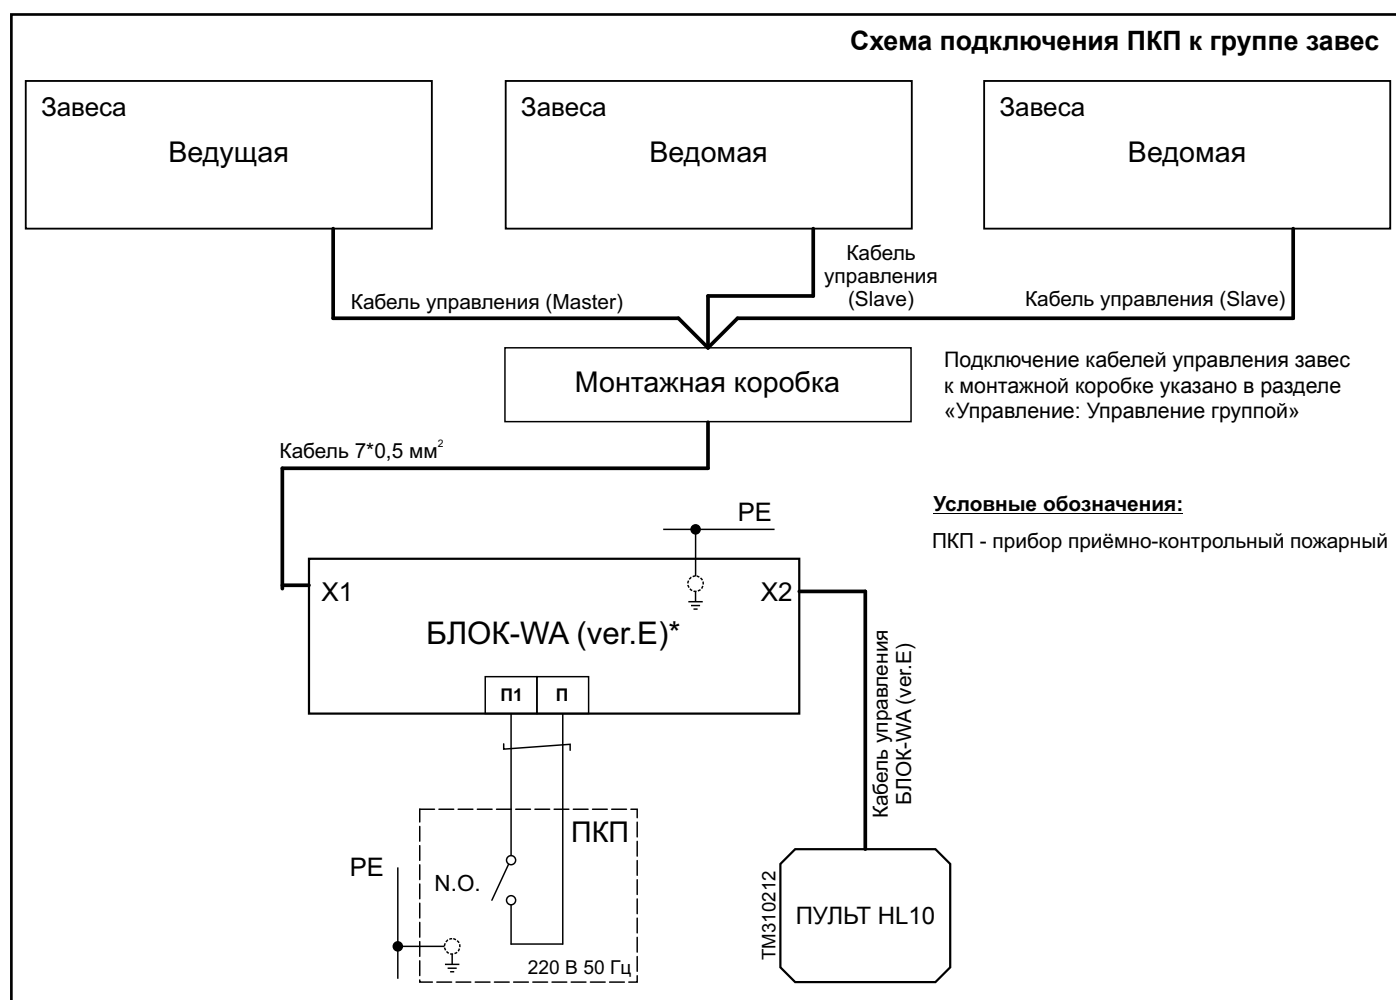 Схема подключения ПКП к группе завес
Завеса
Ведущая
Завеса
Ведомая
Завеса
Ведомая
Кабель управления (Master)
Кабель
управления
(Slave)
Кабель управления (Slave)
Монтажная коробка
Подключение кабелей управления завес
к монтажной коробке указано в разделе
«Управление: Управление группой»
Кабель 7*0,5 мм²
Условные обозначения:
ПКП - прибор приёмно-контрольный пожарный
PE
X1
X2
БЛОК-WA (ver.E)*
П1
П
Кабель управления
БЛОК-WA (ver.E)
ПКП
PE
N.O.
220 В 50 Гц
TM310212
ПУЛЬТ HL10